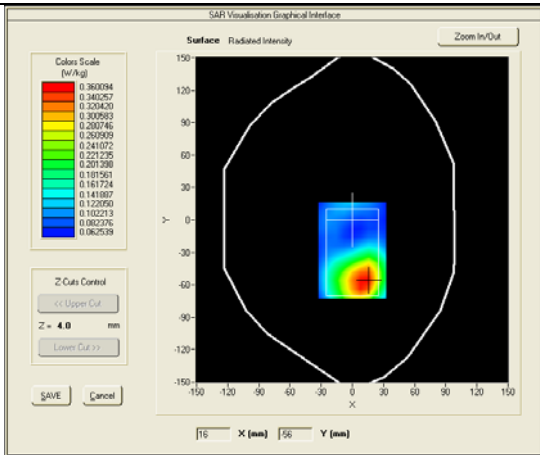 SAR Visualisation Graphical Interface
Surface Radiated Intensity
Zoom In/Out
Colors Scale
(W/kg)
0.360094
0.340257
0.320420
0.300583
0.280746
0.260909
0.241072
0.221235
0.201398
0.181561
0.161724
0.141887
0.122050
0.102213
0.082376
0.062539
Z-Cuts Control
<< Upper Cut
Z = 4.0 mm
Lower Cut >>
SAVE Cancel
150
120
90
60
30
0
-30
-60
-90
-120
-150
Y
-150 -120 -90 -60 -30 0 30 60 90 120 150
X
16 X (mm) -56 Y (mm)